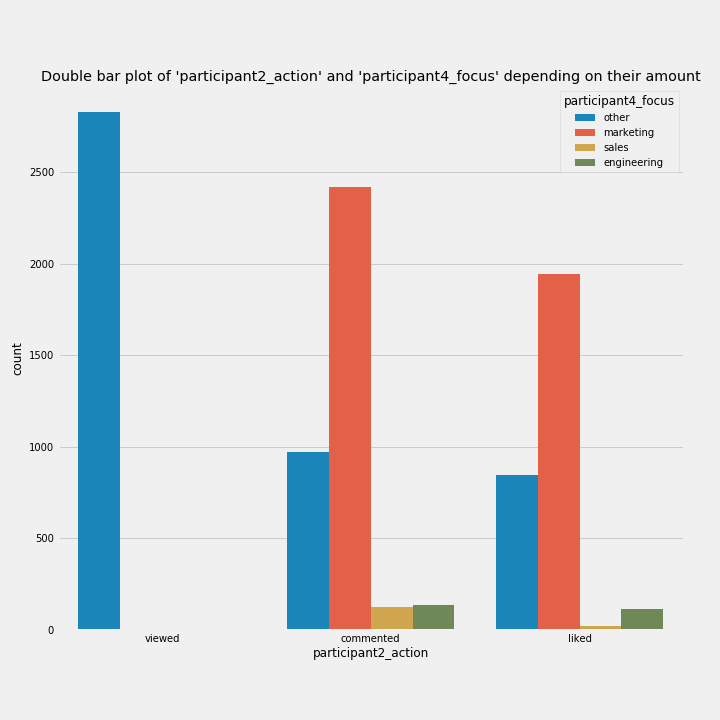 Double bar plot of 'participant2_action' and 'participant4_focus' depending on their amount
participant4_focus
other
marketing
sales
engineering
2500
2000
1500
1000
500
0
count
viewed
commented
liked
participant2_action